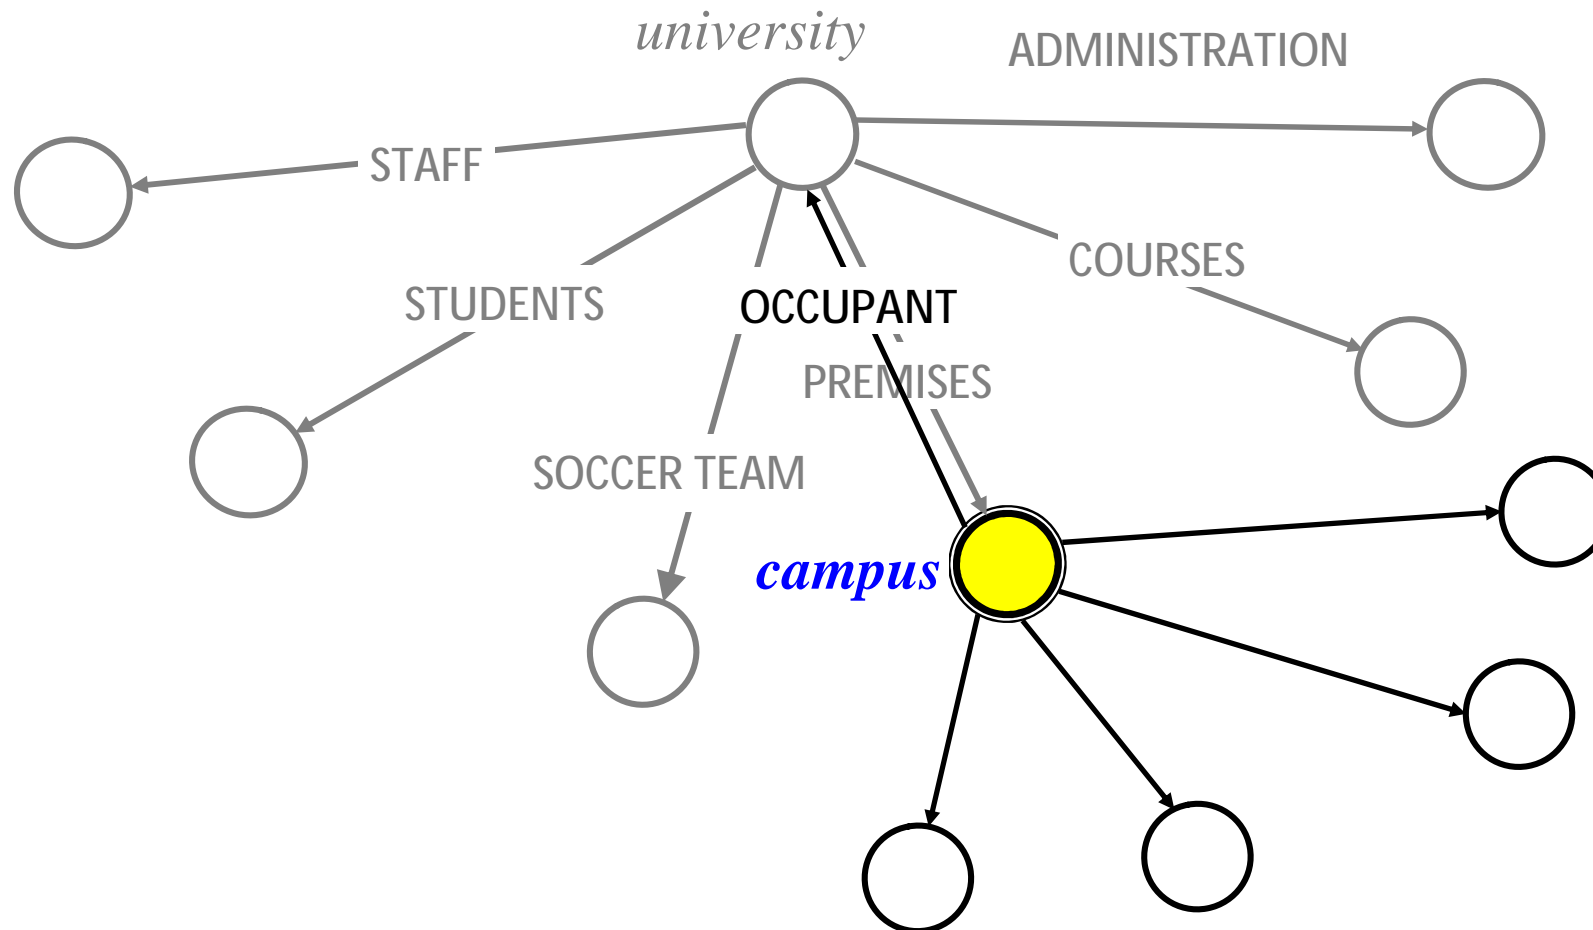 university
ADMINISTRATION
STAFF
COURSES
STUDENTS
OCCUPANT
PREMISES
SOCCER TEAM
campus